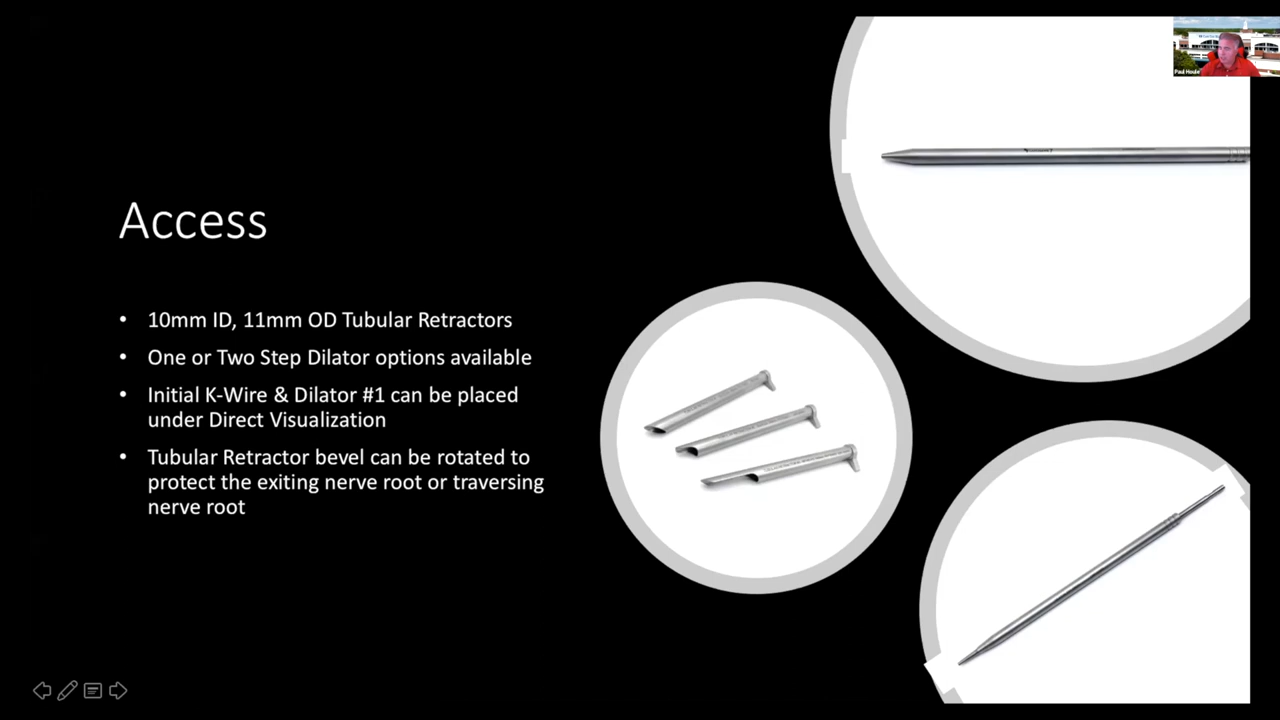 Access
• 10mm ID, 11mm OD Tubular Retractors
• One or Two Step Dilator options available
• Initial K-Wire & Dilator #1 can be placed
under Direct Visualization
• Tubular Retractor bevel can be rotated to
protect the exiting nerve root or traversing
nerve root
Paul Houle